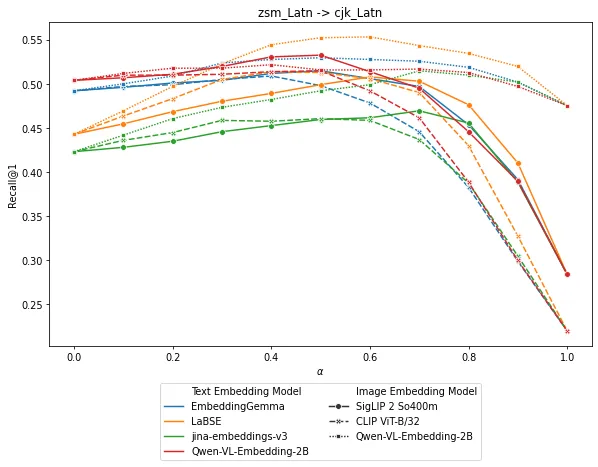 zsm_Latn -> cjk_Latn
0.55
0.50
0.45
0.40
0.35
0.30
0.25
Recall@1
0.0 0.2 0.4 0.6 0.8 1.0
α
Text Embedding Model
EmbeddingGemma
LaBSE
jina-embeddings-v3
Qwen-VL-Embedding-2B
Image Embedding Model
SigLIP 2 So400m
CLIP ViT-B/32
Qwen-VL-Embedding-2B